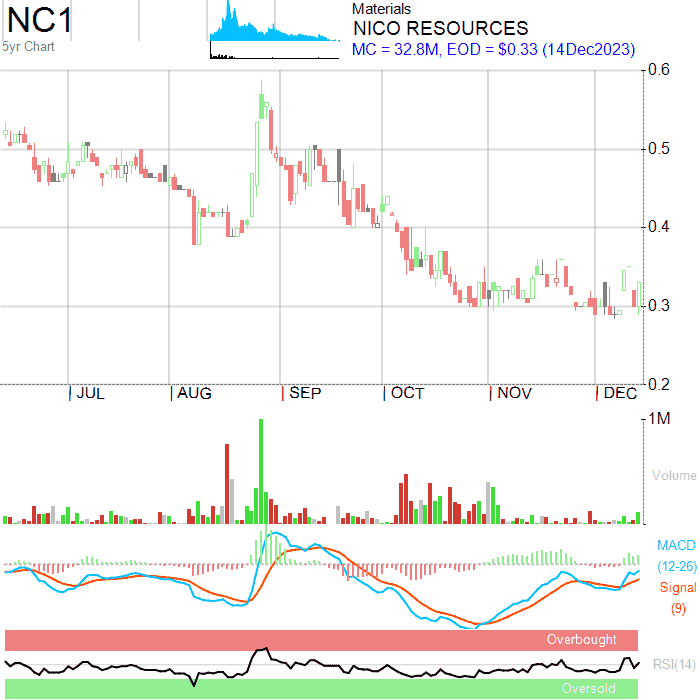 NC1
5yr Chart
Materials
NICO RESOURCES
MC = 32.8M, EOD = $0.33 (14Dec2023)
0.6
0.5
0.4
0.3
0.2
JUL AUG SEP OCT NOV DEC
1M
Volume
MACD
(12-26)
Signal
(9)
Overbought
RSI(14)
Oversold